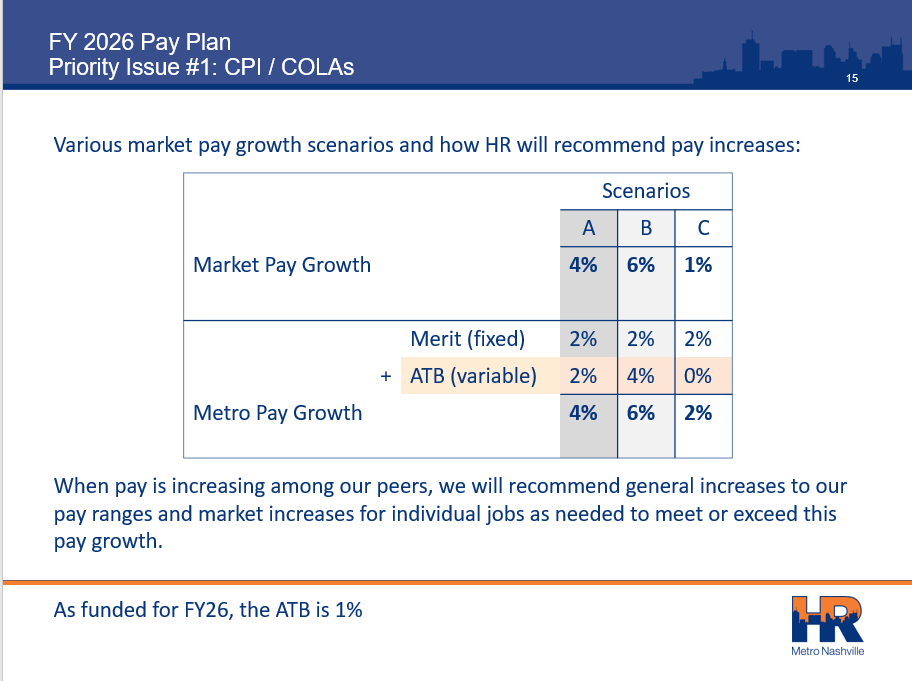 FY 2026 Pay Plan
Priority Issue #1: CPI / COLAs
15
Various market pay growth scenarios and how HR will recommend pay increases:
Scenarios
A B C
Market Pay Growth 4% 6% 1%
Merit (fixed) 2% 2% 2%
+ ATB (variable) 2% 4% 0%
Metro Pay Growth 4% 6% 2%
When pay is increasing among our peers, we will recommend general increases to our
pay ranges and market increases for individual jobs as needed to meet or exceed this
pay growth.
As funded for FY26, the ATB is 1%
HR
Metro Nashville